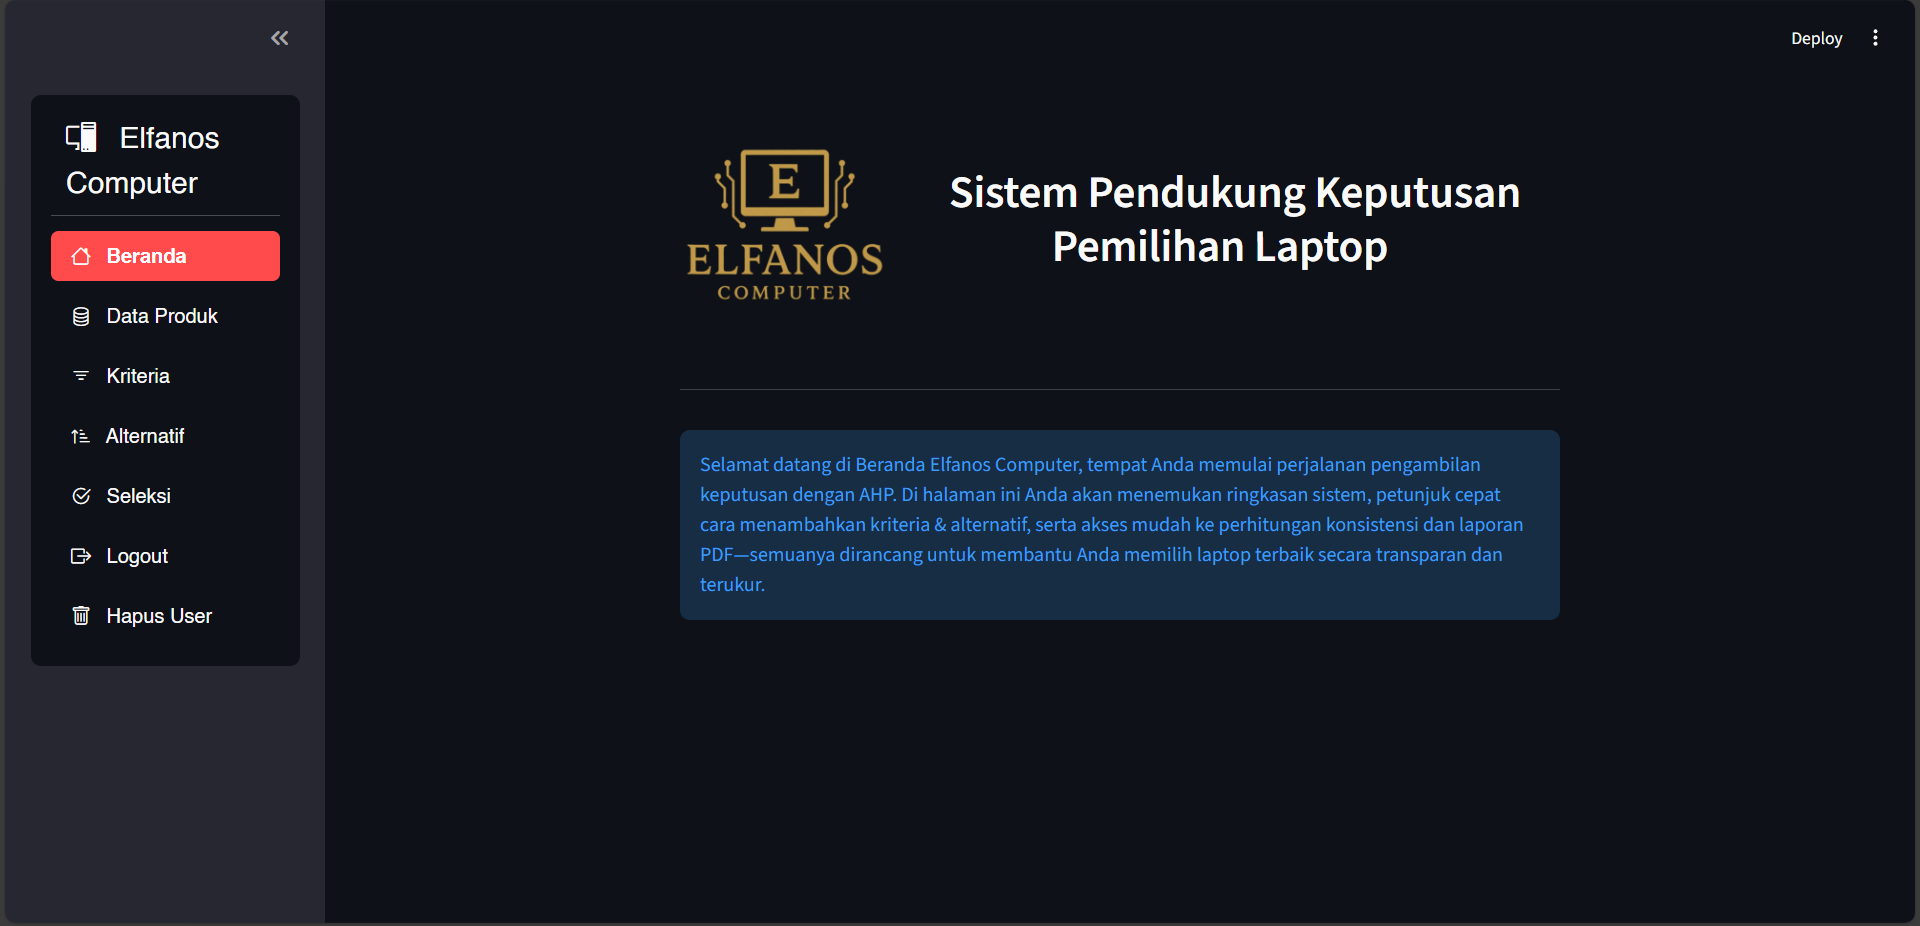 Deploy
Elfanos
Computer
Beranda
Data Produk
Kriteria
Alternatif
Seleksi
Logout
Hapus User
E
ELFANOS
COMPUTER
Sistem Pendukung Keputusan
Pemilihan Laptop
Selamat datang di Beranda Elfanos Computer, tempat Anda memulai perjalanan pengambilan
keputusan dengan AHP. Di halaman ini Anda akan menemukan ringkasan sistem, petunjuk cepat
cara menambahkan kriteria & alternatif, serta akses mudah ke perhitungan konsistensi dan laporan
PDF—semuanya dirancang untuk membantu Anda memilih laptop terbaik secara transparan dan
terukur.